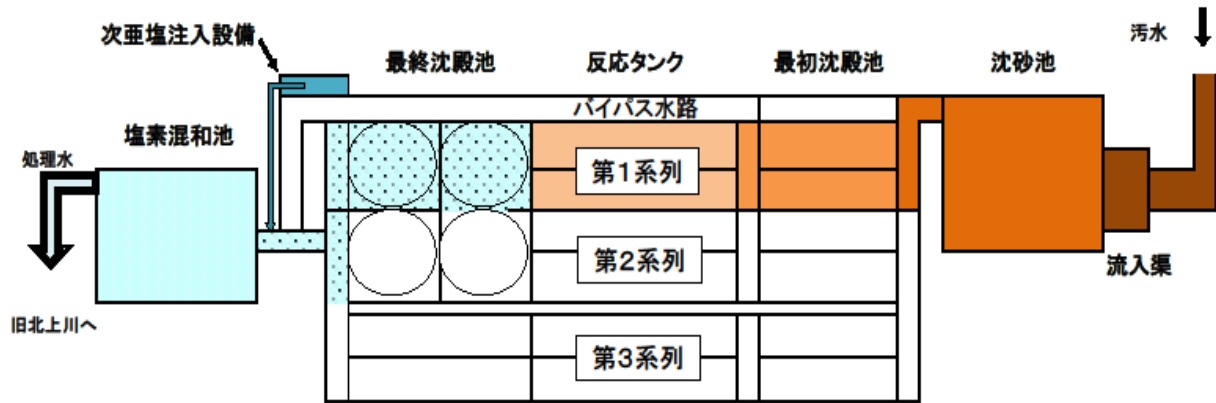 次亜塩注入設備
最終沈殿池
反応タンク
最初沈殿池
沈砂池
汚水
バイパス水路
塩素混和池
処理水
第1系列
第2系列
流入渠
旧北上川へ
第3系列